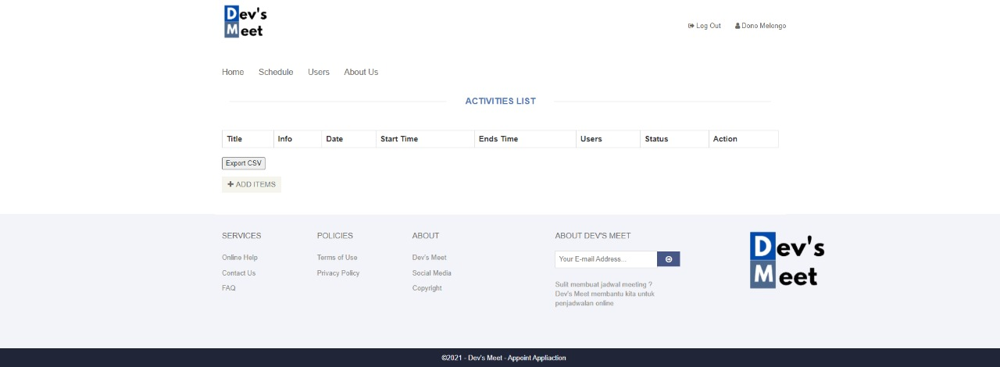 Dev's
Meet
Log Out Dono Melongo
Home Schedule Users About Us
ACTIVITIES LIST
Title Info Date Start Time Ends Time Users Status Action
Export CSV
ADD ITEMS
SERVICES POLICIES ABOUT ABOUT DEV'S MEET
Dev's
Meet
Online Help Terms of Use Dev's Meet Your E-mail Address...
Contact Us Privacy Policy Social Media
FAQ Copyright
Sulit membuat jadwal meeting ?
Dev's Meet membantu kita untuk
penjadwalan online
©2021 - Dev's Meet - Appoint Appliaction